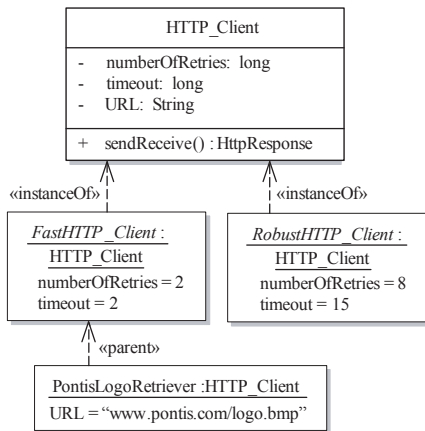 HTTP_Client
- numberOfRetries: long
- timeout: long
- URL: String
+ sendReceive() : HttpResponse
«instanceOf»
«instanceOf»
FastHTTP_Client :
HTTP_Client
numberOfRetries = 2
timeout = 2
RobustHTTP_Client :
HTTP_Client
numberOfRetries = 8
timeout = 15
«parent»
PontisLogoRetriever :HTTP_Client
URL = “www.pontis.com/logo.bmp”